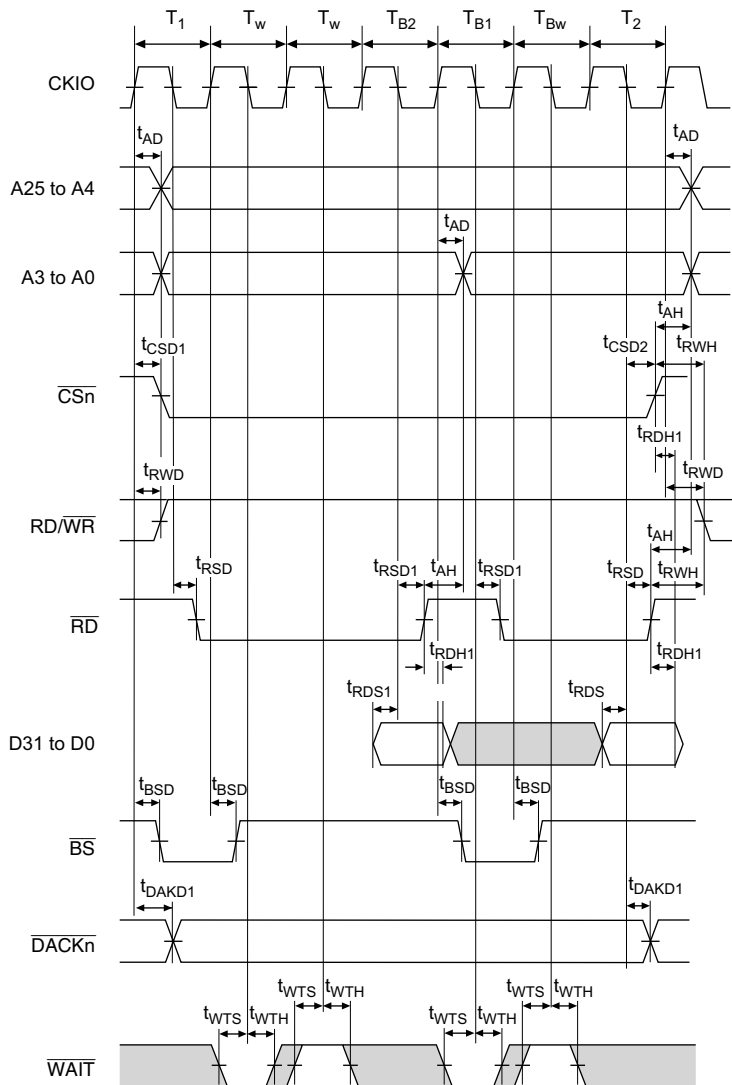 T1 Tw Tw TB2 TB1 TBw T2
CKIO
tAD tAD
A25 to A4
tAD
A3 to A0
tAH
tCSD1 tCSD2 tRWH
CSn
tRDH1
tRWD tRWD
RD/WR
tAH
tRSD tRSD1 tAH tRSD1 tRSD tRWH
RD
tRDH1 tRDH1
tRDS1 tRDS
D31 to D0
tBSD tBSD tBSD tBSD
BS
tDAKD1 tDAKD1
DACKn
tWTS tWTH tWTS tWTH
tWTS tWTH tWTS tWTH
WAIT